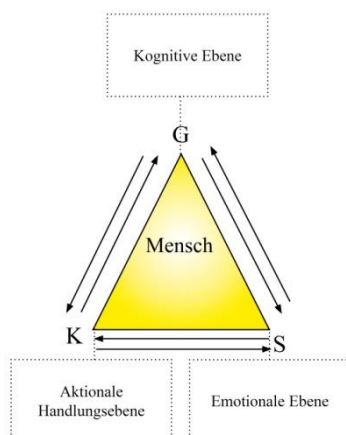 Kognitive Ebene
G
Mensch
K
S
Aktionale
Handlungsebene
Emotionale Ebene